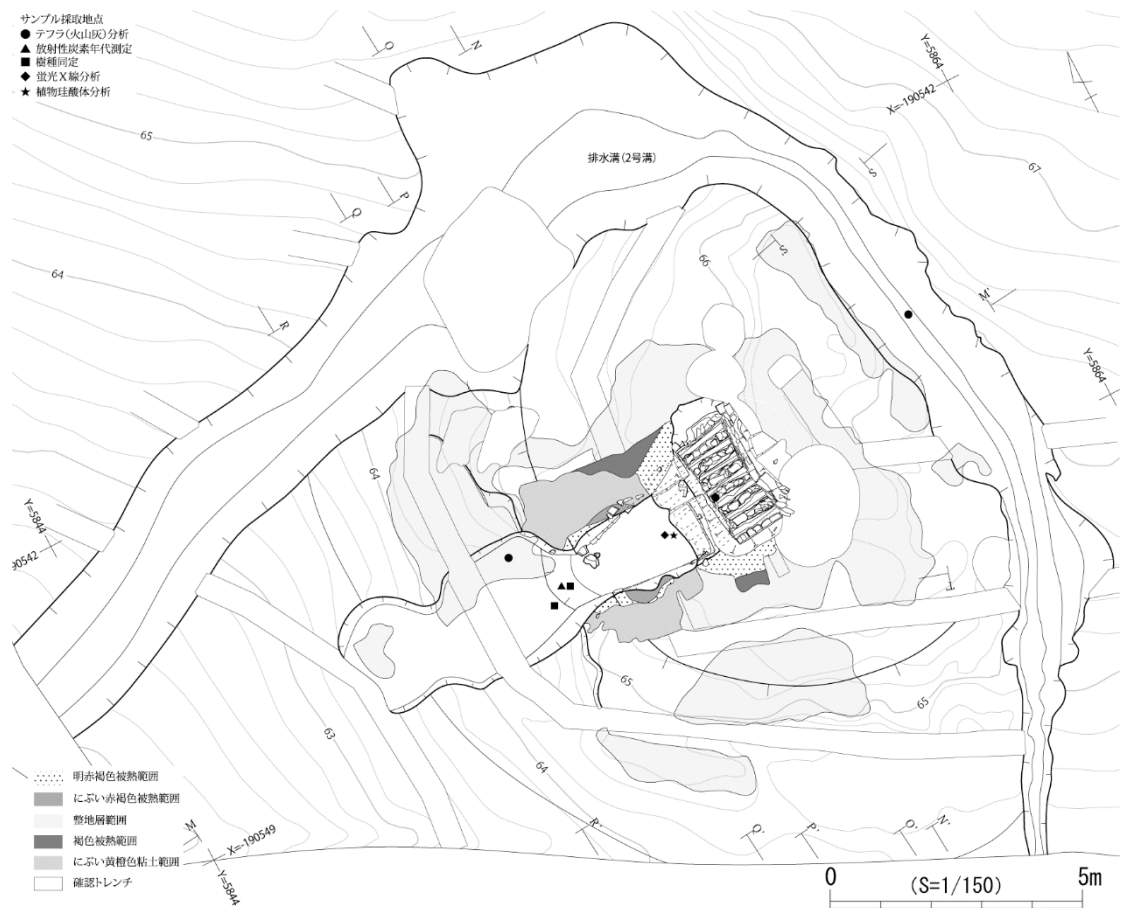 サンプル採取地点
● テフラ(火山灰)分析
▲ 放射性炭素年代測定
■ 樹種同定
◆ 蛍光X線分析
★ 植物珪酸体分析
O
N
Y=5864
X=-190542
65
排水溝(2号溝)
S
67
P
Q
64
66
S
M'
R
Y=5864
64
Y=5844
90542
65
65
63
64
明赤褐色被熱範囲
にぶい赤褐色被熱範囲
整地層範囲
褐色被熱範囲
にぶい黄橙色粘土範囲
確認トレンチ
M
X=-190549
Y=5844
R'
Q'
P'
O'
N'
0
(S=1/150)
5m